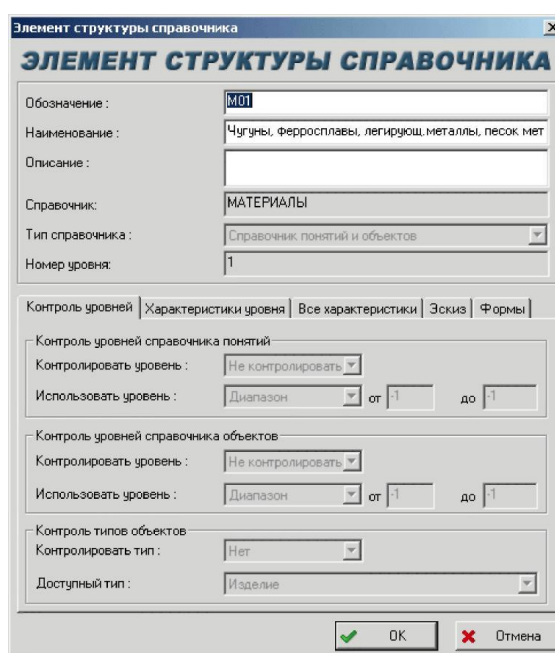 Элемент структуры справочника
ЭЛЕМЕНТ СТРУКТУРЫ СПРАВОЧНИКА
Обозначение : М01
Наименование : Чугуны, ферросплавы, легирующ.металлы, песок мет
Описание :
Справочник: МАТЕРИАЛЫ
Тип справочника : Справочник понятий и объектов
Номер уровня: 1
Контроль уровней Характеристики уровня Все характеристики Эскиз Формы
Контроль уровней справочника понятий
Контролировать уровень : Не контролировать
Использовать уровень : Диапазон от -1 до -1
Контроль уровней справочника объектов
Контролировать уровень : Не контролировать
Использовать уровень : Диапазон от -1 до -1
Контроль типов объектов
Контролировать тип : Нет
Доступный тип : Изделие
OK Отмена